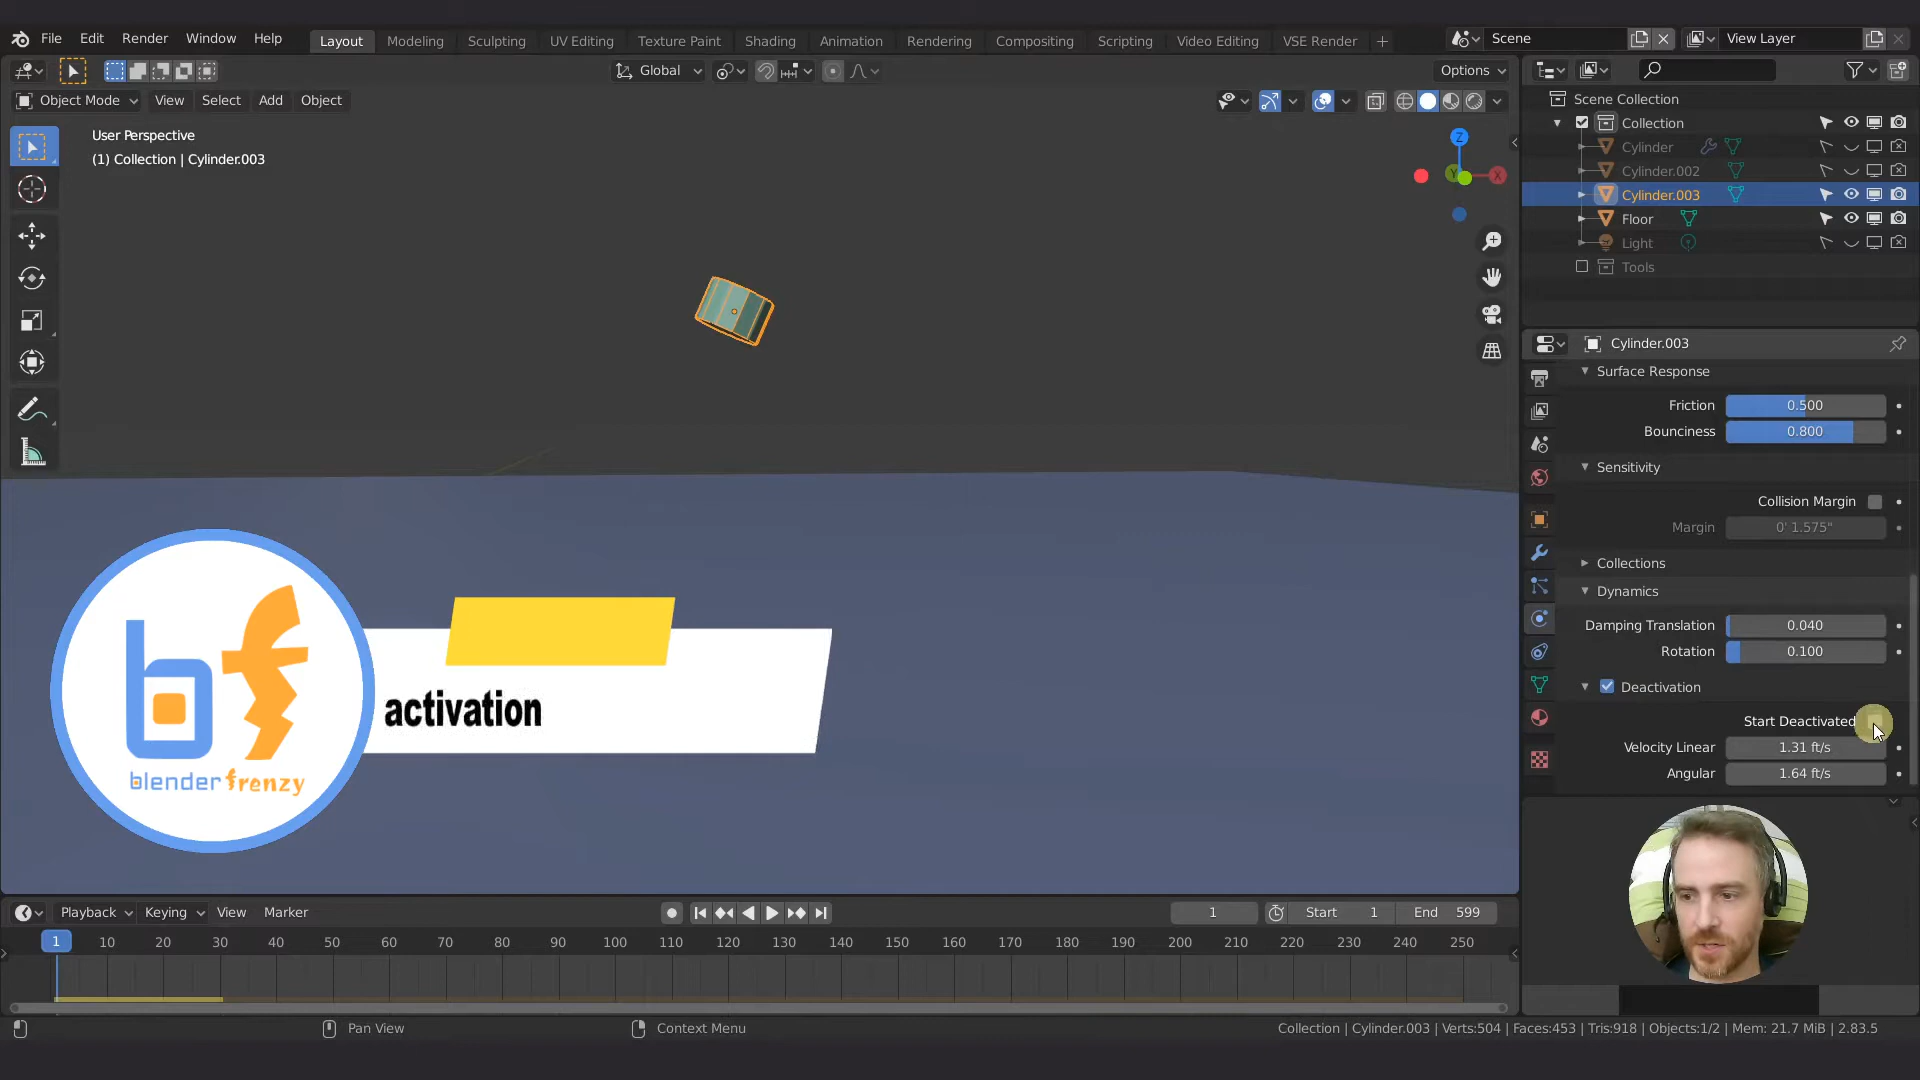 File Edit Render Window Help Layout Modeling Sculpting UV Editing Texture Paint Shading Animation Rendering Compositing Scripting Video Editing VSE Render + Scene View Layer
Global Options
Object Mode View Select Add Object
User Perspective
(1) Collection | Cylinder.003
Z
Y
X
Scene Collection
Collection
Cylinder
Cylinder.002
Cylinder.003
Floor
Light
Tools
Cylinder.003
Surface Response
Friction 0.500
Bounciness 0.800
Sensitivity
Collision Margin
Margin 0' 1.575"
Collections
Dynamics
Damping Translation 0.040
Rotation 0.100
Deactivation
Start Deactivated
Velocity Linear 1.31 ft/s
Angular 1.64 ft/s
bf
blender frenzy
activation
Playback Keying View Marker 1 Start 1 End 599
1 10 20 30 40 50 60 70 80 90 100 110 120 130 140 150 160 170 180 190 200 210 220 230 240 250
Pan View Context Menu Collection | Cylinder.003 | Verts:504 | Faces:453 | Tris:918 | Objects:1/2 | Mem: 21.7 MiB | 2.83.5